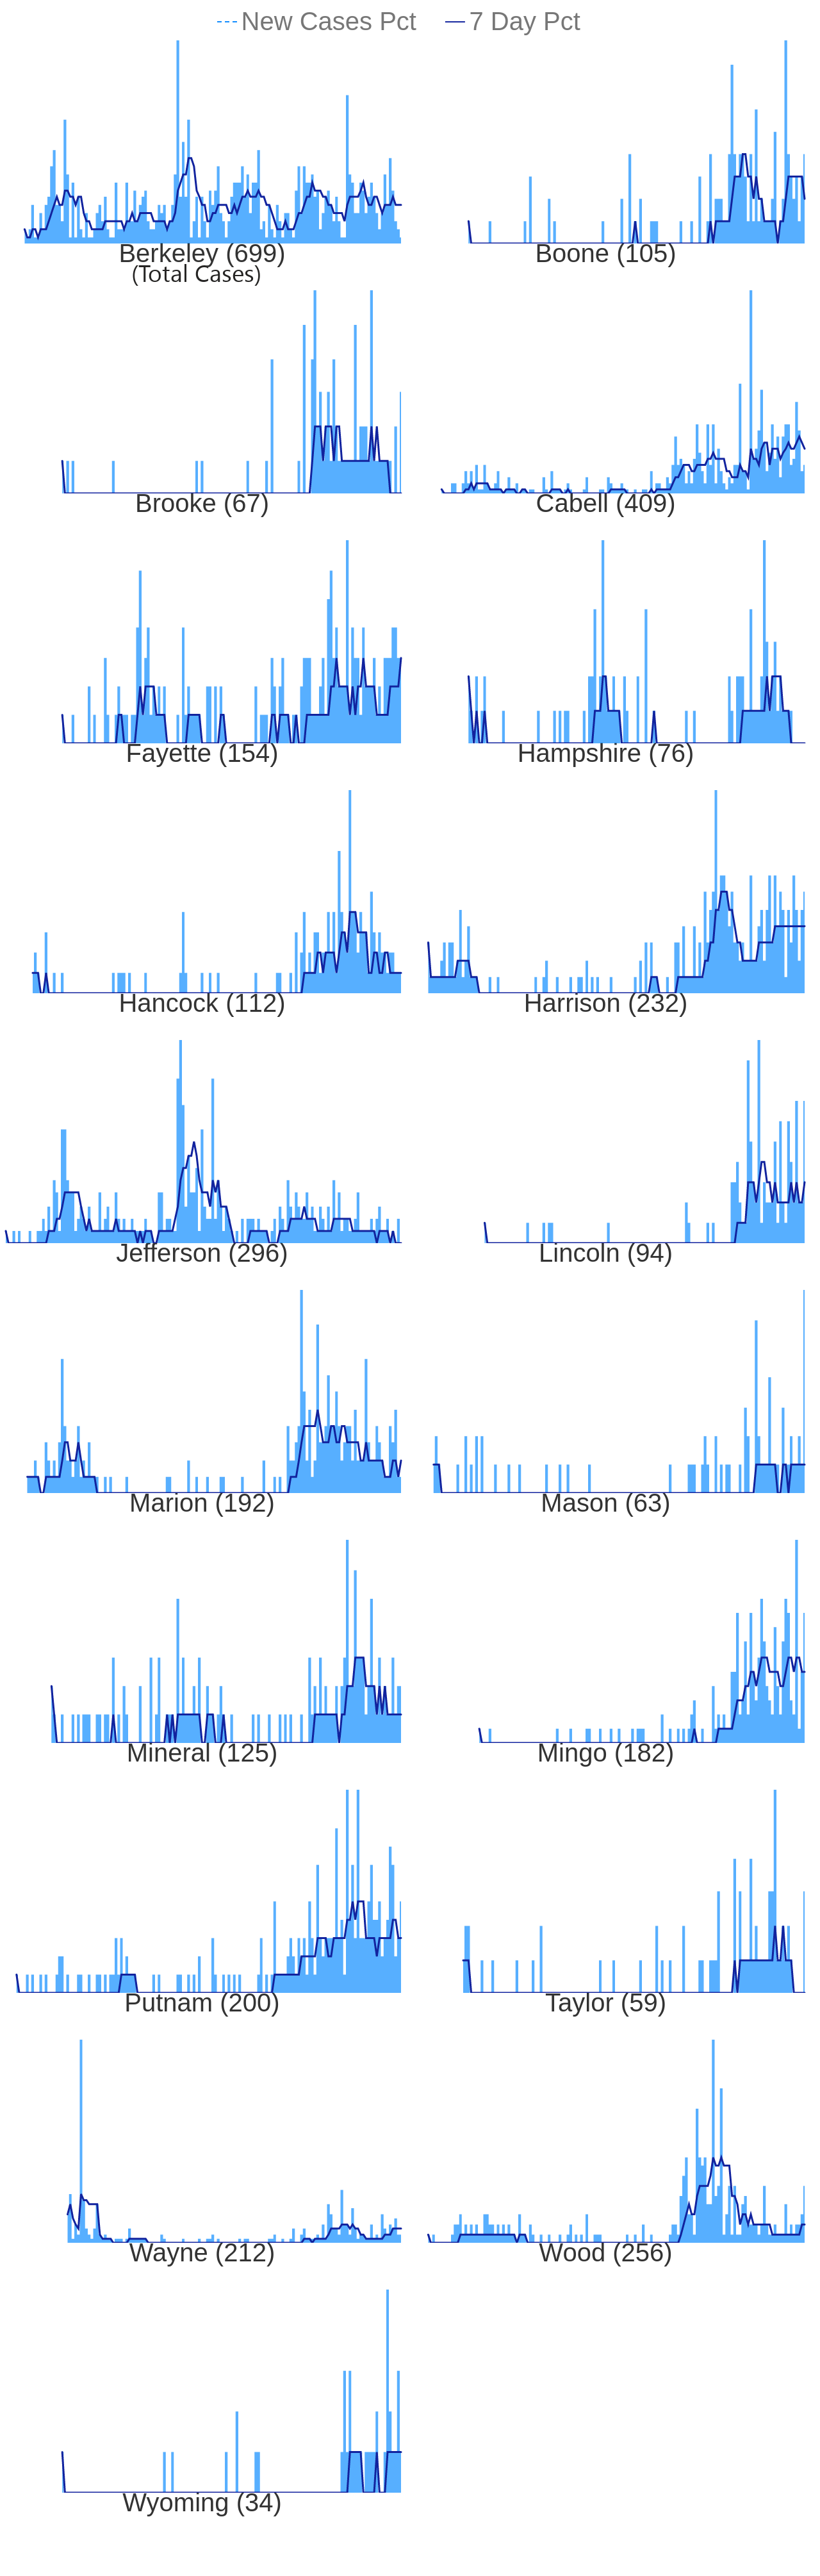 New Cases Pct 7 Day Pct
Berkeley (699) Boone (105)
(Total Cases)
Brooke (67) Cabell (409)
Fayette (154) Hampshire (76)
Hancock (112) Harrison (232)
Jefferson (296) Lincoln (94)
Marion (192) Mason (63)
Mineral (125) Mingo (182)
Putnam (200) Taylor (59)
Wayne (212) Wood (256)
Wyoming (34)